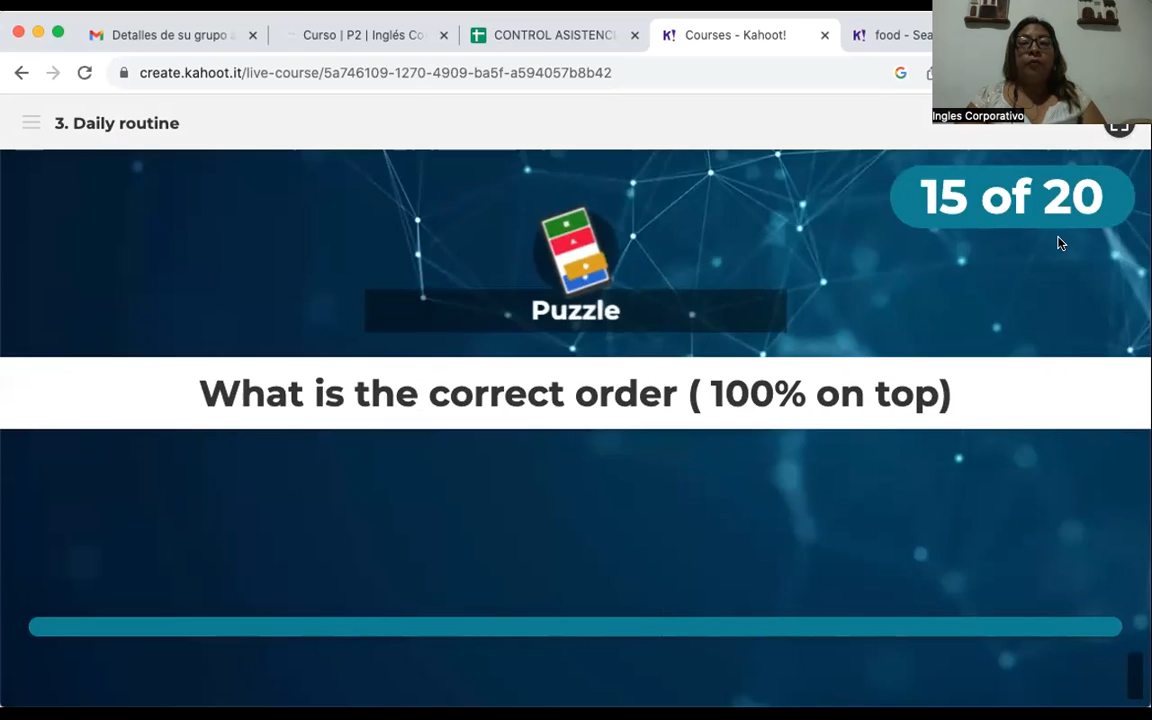 Detalles de su grupo
Curso | P2 | Inglés Co
CONTROL ASISTENCI
Courses - Kahoot!
food - Sea
create.kahoot.it/live-course/5a746109-1270-4909-ba5f-a594057b8b42
Ingles Corporativo
3. Daily routine
15 of 20
Puzzle
What is the correct order ( 100% on top)